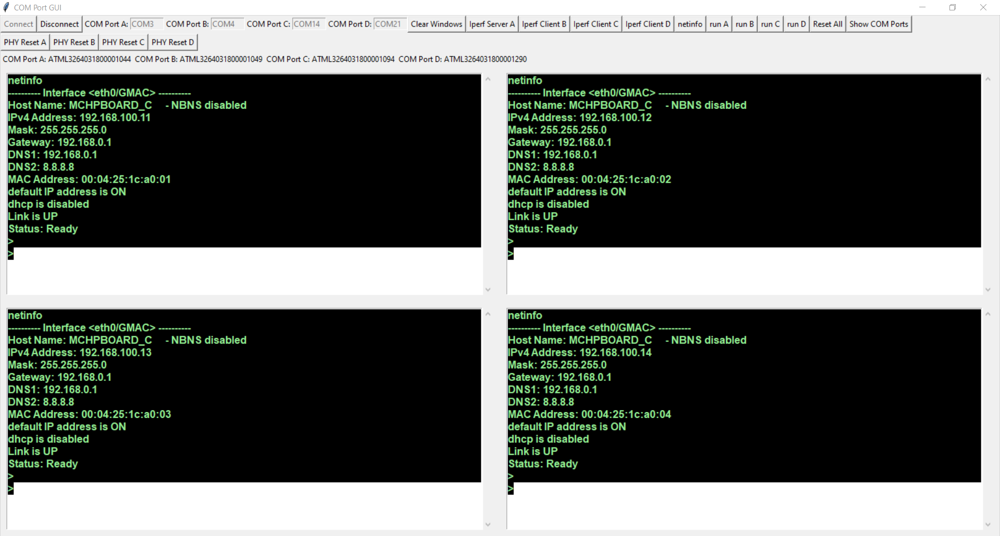 COM Port GUI
Connect Disconnect COM Port A: COM3 COM Port B: COM4 COM Port C: COM14 COM Port D: COM21 Clear Windows Iperf Server A Iperf Client B Iperf Client C Iperf Client D netinfo run A run B run C run D Reset All Show COM Ports
PHY Reset A PHY Reset B PHY Reset C PHY Reset D
COM Port A: ATML3264031800001044 COM Port B: ATML3264031800001049 COM Port C: ATML3264031800001094 COM Port D: ATML3264031800001290
netinfo
---------- Interface <eth0/GMAC> ----------
Host Name: MCHPBOARD_C - NBNS disabled
IPv4 Address: 192.168.100.11
Mask: 255.255.255.0
Gateway: 192.168.0.1
DNS1: 192.168.0.1
DNS2: 8.8.8.8
MAC Address: 00:04:25:1c:a0:01
default IP address is ON
dhcp is disabled
Link is UP
Status: Ready
>
>
netinfo
---------- Interface <eth0/GMAC> ----------
Host Name: MCHPBOARD_C - NBNS disabled
IPv4 Address: 192.168.100.12
Mask: 255.255.255.0
Gateway: 192.168.0.1
DNS1: 192.168.0.1
DNS2: 8.8.8.8
MAC Address: 00:04:25:1c:a0:02
default IP address is ON
dhcp is disabled
Link is UP
Status: Ready
>
>
netinfo
---------- Interface <eth0/GMAC> ----------
Host Name: MCHPBOARD_C - NBNS disabled
IPv4 Address: 192.168.100.13
Mask: 255.255.255.0
Gateway: 192.168.0.1
DNS1: 192.168.0.1
DNS2: 8.8.8.8
MAC Address: 00:04:25:1c:a0:03
default IP address is ON
dhcp is disabled
Link is UP
Status: Ready
>
>
netinfo
---------- Interface <eth0/GMAC> ----------
Host Name: MCHPBOARD_C - NBNS disabled
IPv4 Address: 192.168.100.14
Mask: 255.255.255.0
Gateway: 192.168.0.1
DNS1: 192.168.0.1
DNS2: 8.8.8.8
MAC Address: 00:04:25:1c:a0:04
default IP address is ON
dhcp is disabled
Link is UP
Status: Ready
>
>